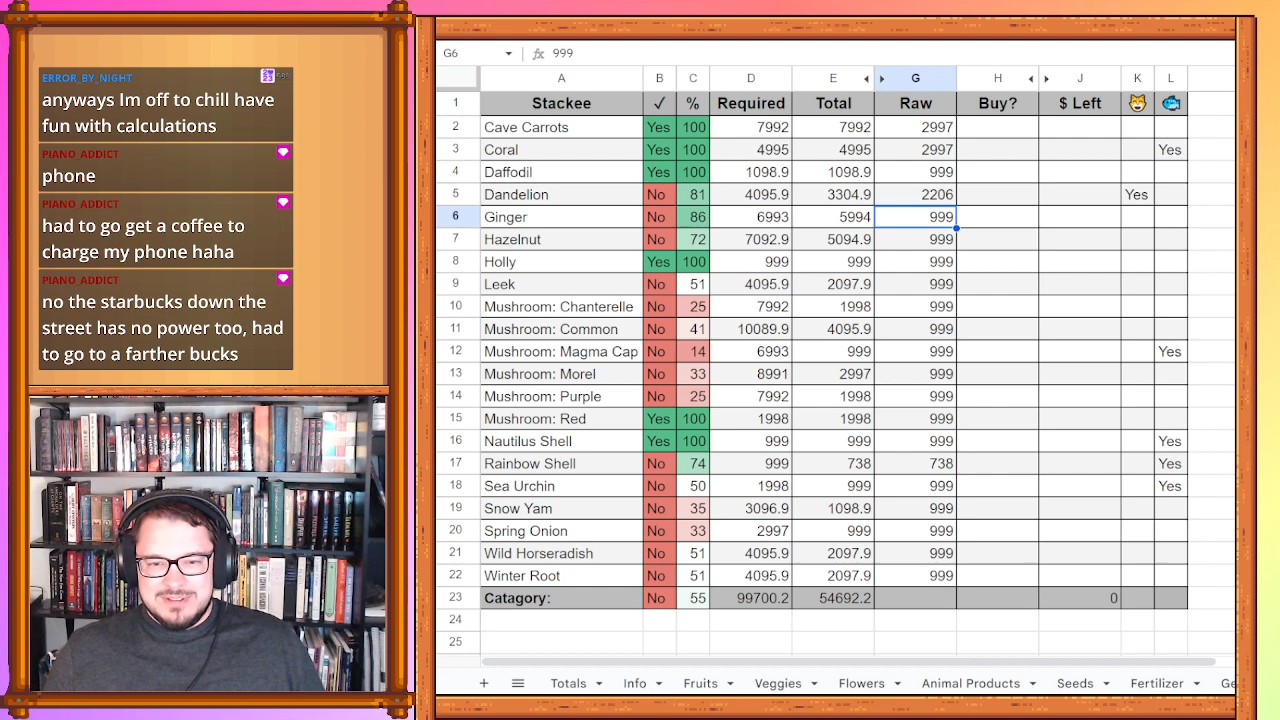 ERROR_BY_NIGHT
anyways Im off to chill have
fun with calculations
PIANO_ADDICT
phone
PIANO_ADDICT
had to go get a coffee to
charge my phone haha
PIANO_ADDICT
no the starbucks down the
street has no power too, had
to go to a farther bucks
G6 fx 999
A B C D E G H J K L
1 Stackee ✓ % Required Total Raw Buy? $ Left
2 Cave Carrots Yes 100 7992 7992 2997
3 Coral Yes 100 4995 4995 2997 Yes
4 Daffodil Yes 100 1098.9 1098.9 999
5 Dandelion No 81 4095.9 3304.9 2206 Yes
6 Ginger No 86 6993 5994 999
7 Hazelnut No 72 7092.9 5094.9 999
8 Holly Yes 100 999 999 999
9 Leek No 51 4095.9 2097.9 999
10 Mushroom: Chanterelle No 25 7992 1998 999
11 Mushroom: Common No 41 10089.9 4095.9 999
12 Mushroom: Magma Cap No 14 6993 999 999 Yes
13 Mushroom: Morel No 33 8991 2997 999
14 Mushroom: Purple No 25 7992 1998 999
15 Mushroom: Red Yes 100 1998 1998 999
16 Nautilus Shell Yes 100 999 999 999 Yes
17 Rainbow Shell No 74 999 738 738 Yes
18 Sea Urchin No 50 1998 999 999 Yes
19 Snow Yam No 35 3096.9 1098.9 999
20 Spring Onion No 33 2997 999 999
21 Wild Horseradish No 51 4095.9 2097.9 999
22 Winter Root No 51 4095.9 2097.9 999
23 Catagory: No 55 99700.2 54692.2 0
24
25
+ Totals Info Fruits Veggies Flowers Animal Products Seeds Fertilizer Ge